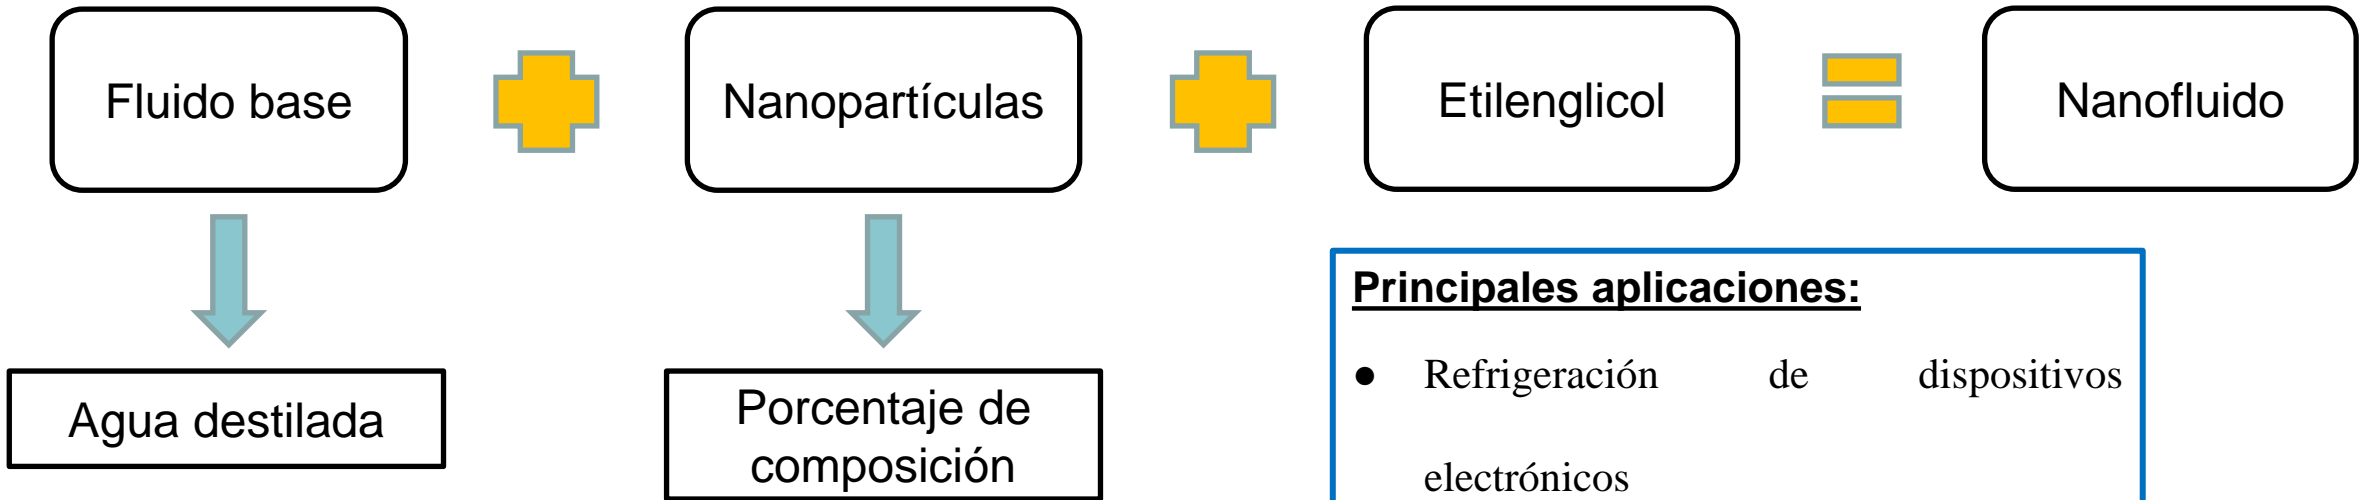 Fluido base
Nanopartículas
Etilenglicol
Nanofluido
Agua destilada
Porcentaje de
composición
Principales aplicaciones:
● Refrigeración de dispositivos
electrónicos